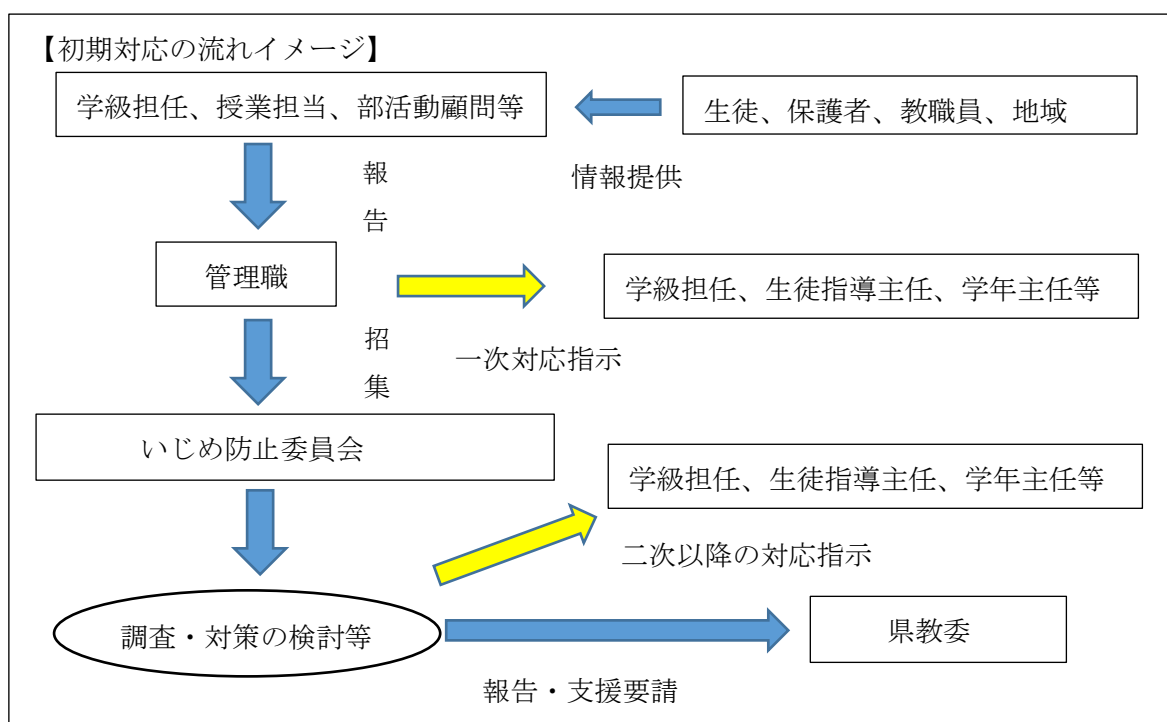 【初期対応の流れイメージ】
学級担任、授業担当、部活動顧問等
生徒、保護者、教職員、地域
報告
情報提供
管理職
学級担任、生徒指導主任、学年主任等
招集
一次対応指示
いじめ防止委員会
学級担任、生徒指導主任、学年主任等
二次以降の対応指示
調査・対策の検討等
県教委
報告・支援要請